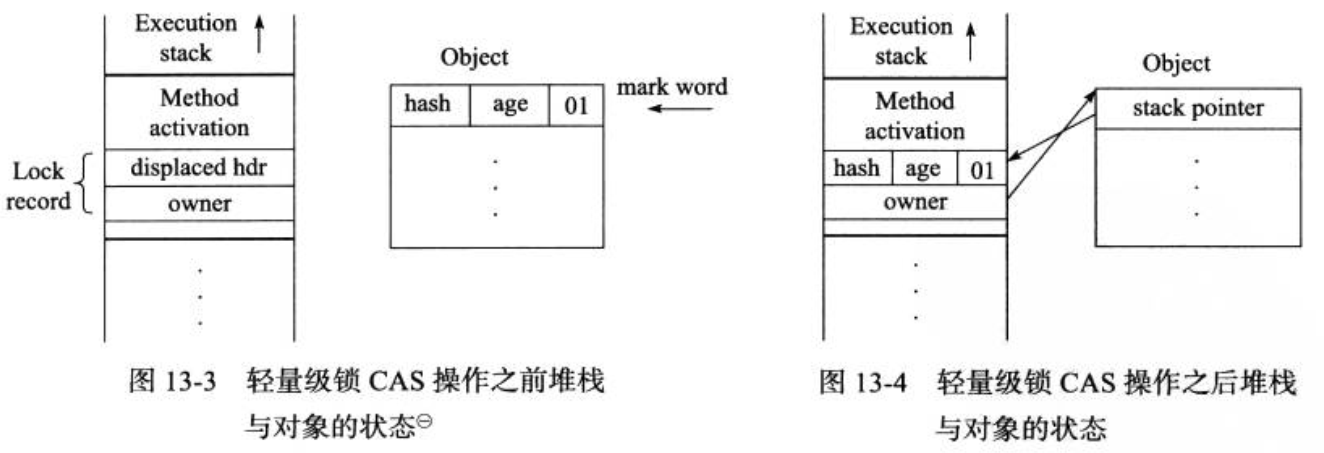 Execution
stack
Method
activation
Lock
record
displaced hdr
owner
Object
hash age 01
mark word
图 13-3 轻量级锁 CAS 操作之前堆栈
与对象的状态㊀
Execution
stack
Method
activation
hash age 01
owner
Object
stack pointer
图 13-4 轻量级锁 CAS 操作之后堆栈
与对象的状态